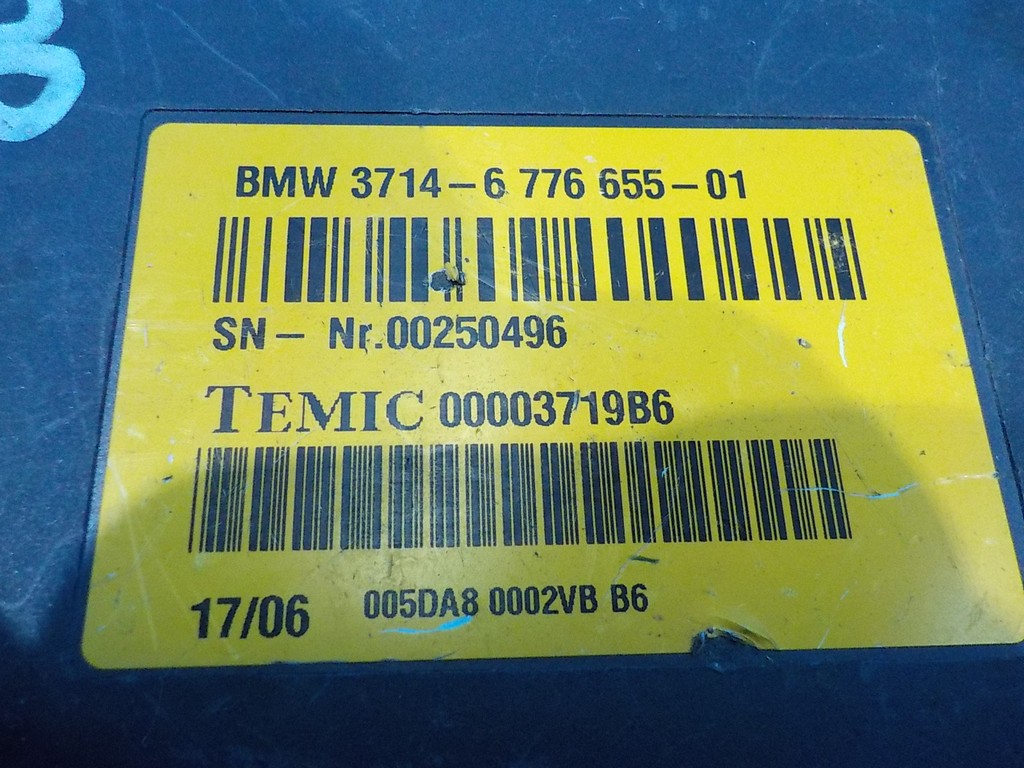 BMW 3714-6 776 655-01
SN- Nr.00250496
TEMIC 00003719B6
17/06 005DA8 0002VB B6